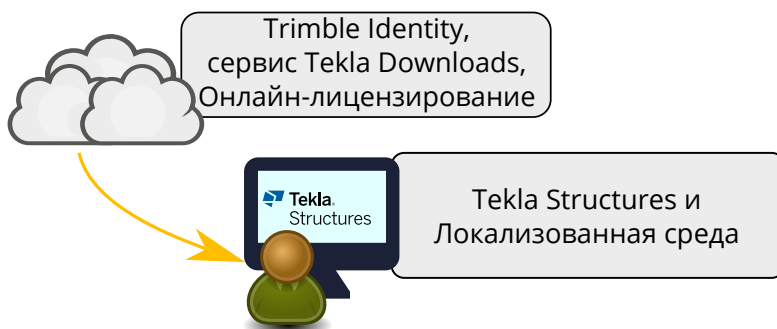 Trimble Identity,
сервис Tekla Downloads,
Онлайн-лицензирование
Tekla.
Structures
Tekla Structures и
Локализованная среда